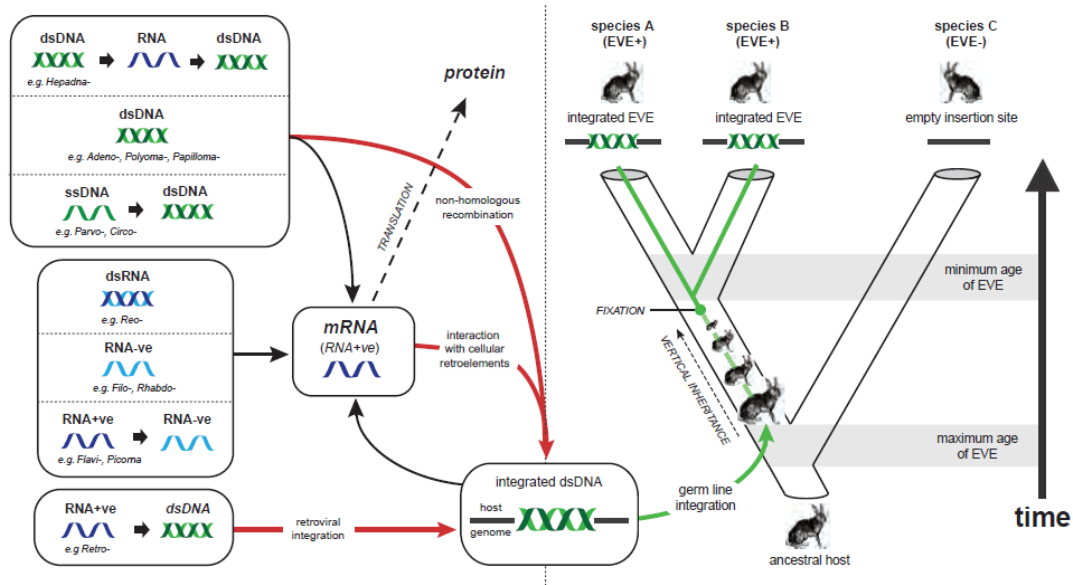 dsDNA RNA dsDNA
e.g. Hepadna-
dsDNA
e.g. Adeno-, Polyoma-, Papilloma-
ssDNA dsDNA
e.g. Parvo-, Circo-
dsRNA
e.g. Reo-
RNA-ve
e.g. Filo-, Rhabdo-
RNA+ve RNA-ve
e.g. Flavi-, Picorna
RNA+ve dsDNA
e.g Retro-
protein
TRANSLATION
non-homologous
recombination
mRNA
(RNA+ve)
interaction
with cellular
retroelements
retroviral
integration
integrated dsDNA
host
genome
germ line
integration
species A
(EVE+)
integrated EVE
species B
(EVE+)
integrated EVE
species C
(EVE-)
empty insertion site
minimum age
of EVE
FIXATION
VERTICAL INHERITANCE
maximum age
of EVE
ancestral host
time